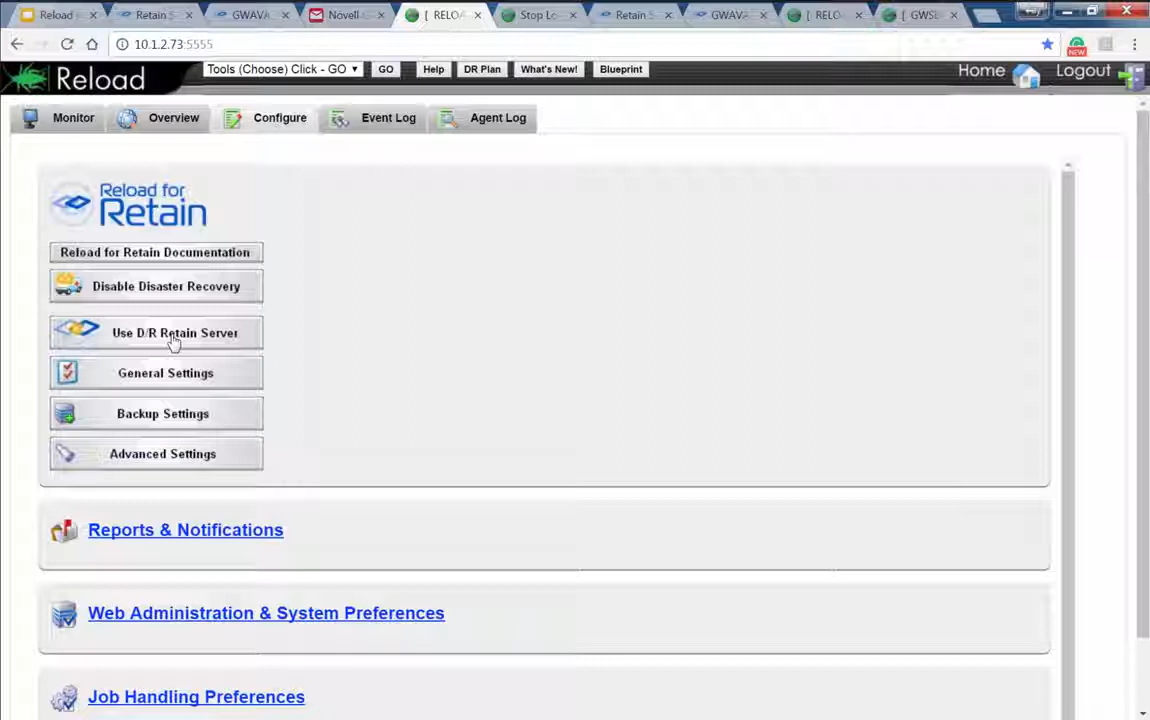 Reload
Retain S
GWAVA
Novell
[ RELOA
Stop Lo
Retain S
GWAVA
[ RELO
[ GWSL
10.1.2.73:5555
NEW
Reload
Tools (Choose) Click - GO
GO
Help
DR Plan
What's New!
Blueprint
Home
Logout
Monitor
Overview
Configure
Event Log
Agent Log
Reload for
Retain
Reload for Retain Documentation
Disable Disaster Recovery
Use D/R Retain Server
General Settings
Backup Settings
Advanced Settings
Reports & Notifications
Web Administration & System Preferences
Job Handling Preferences